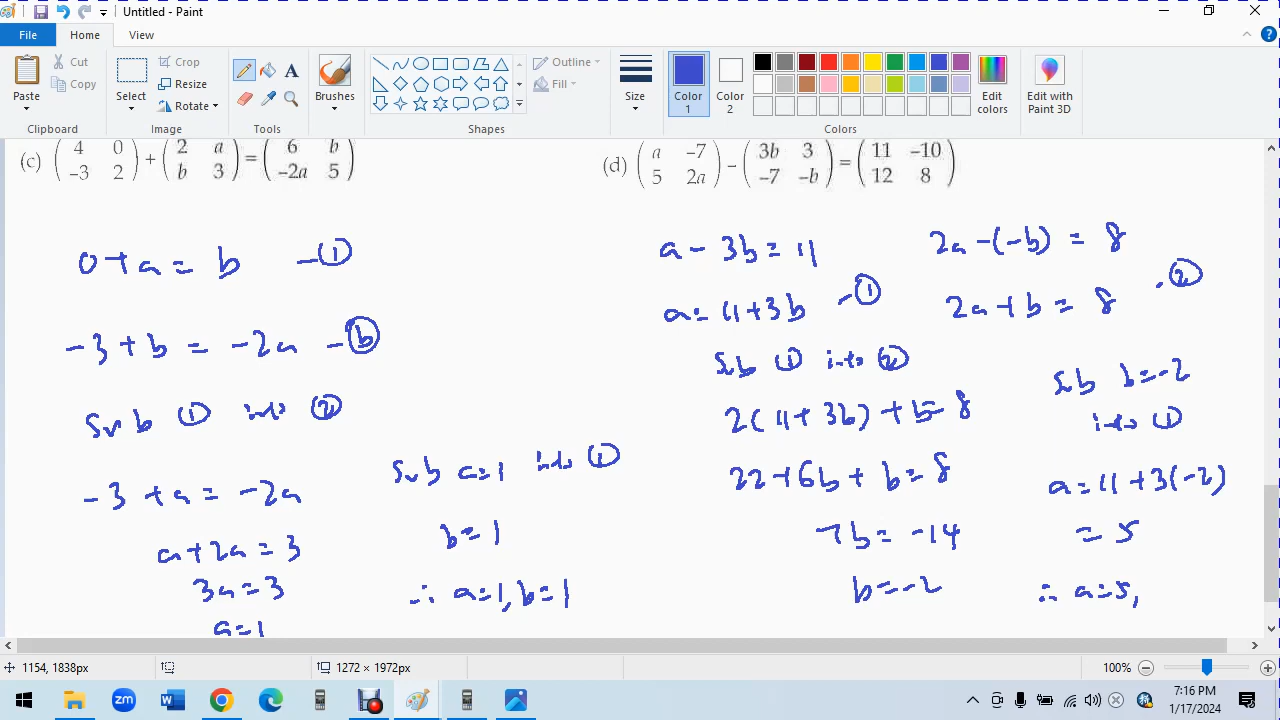 Untitled - Paint
File Home View
Paste Cut Copy Clipboard
Select Crop Resize Rotate Image
Tools
Brushes
Outline Fill Shapes
Size
Color 1 Color 2 Edit colors Colors
Edit with Paint 3D
(c) ( 4 0 ) + ( 2 a ) = ( 6 b )
( -3 2 ) ( b 3 ) ( -2a 5 )
0 + a = b - ①
-3 + b = -2a - ⓑ
Sub ① into ②
-3 + a = -2a
a + 2a = 3
3a = 3
a = 1
Sub a=1 into ①
b = 1
∴ a=1, b=1
(d) ( a -7 ) - ( 3b 3 ) = ( 11 -10 )
( 5 2a ) ( -7 -b ) ( 12 8 )
a - 3b = 11
a = 11 + 3b - ①
Sub ① into ②
2(11 + 3b) + b = 8
22 + 6b + b = 8
7b = -14
b = -2
2a - (-b) = 8
2a + b = 8 - ②
Sub b = -2
into ①
a = 11 + 3(-2)
= 5
∴ a=5,
1154, 1838px 1272 × 1972px 100%
zm
7:16 PM
1/17/2024